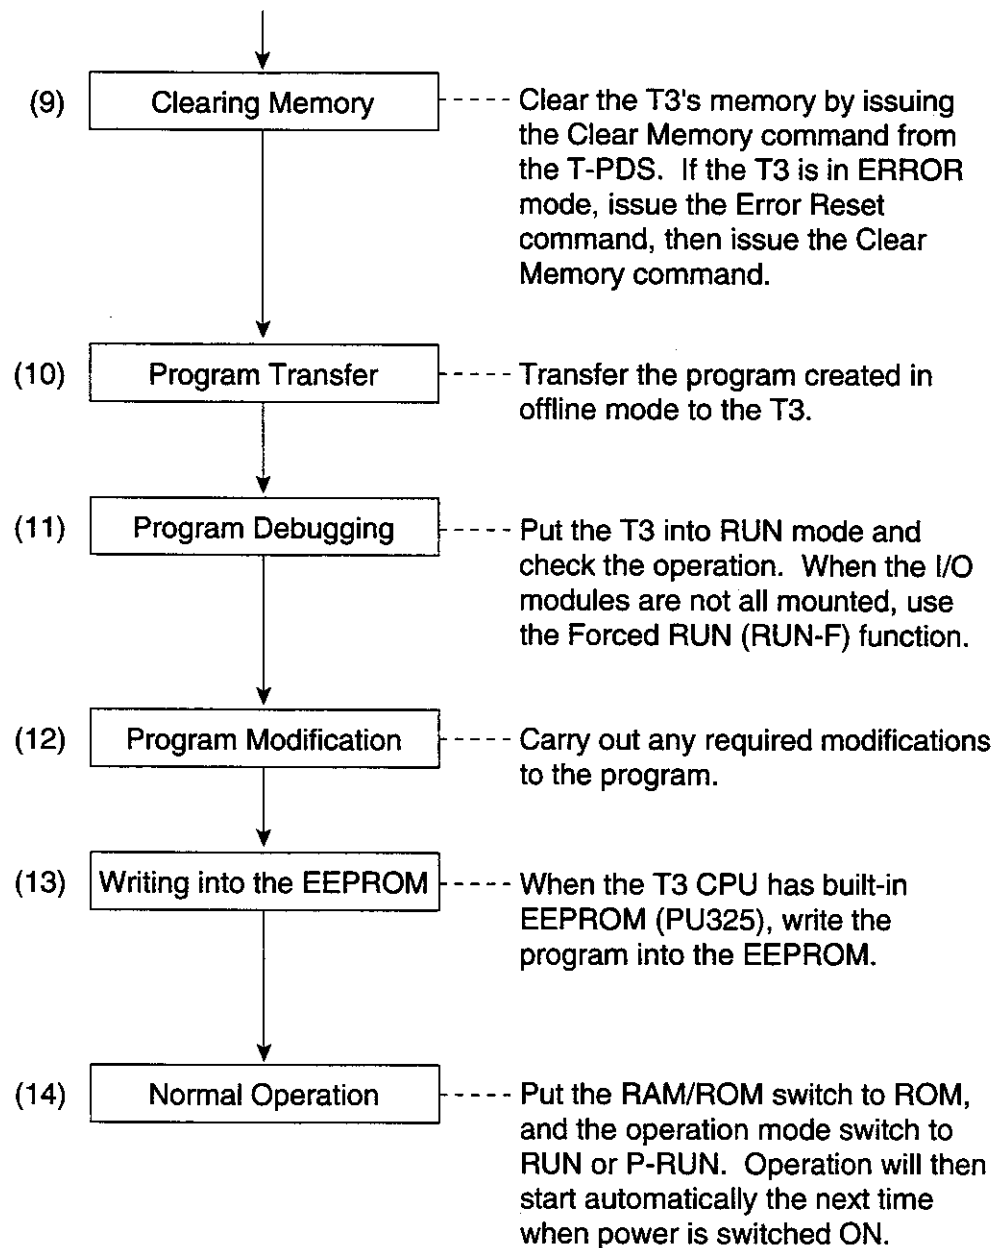 (9) Clearing Memory Clear the T3's memory by issuing
the Clear Memory command from
the T-PDS. If the T3 is in ERROR
mode, issue the Error Reset
command, then issue the Clear
Memory command.
(10) Program Transfer Transfer the program created in
offline mode to the T3.
(11) Program Debugging Put the T3 into RUN mode and
check the operation. When the I/O
modules are not all mounted, use
the Forced RUN (RUN-F) function.
(12) Program Modification Carry out any required modifications
to the program.
(13) Writing into the EEPROM When the T3 CPU has built-in
EEPROM (PU325), write the
program into the EEPROM.
(14) Normal Operation Put the RAM/ROM switch to ROM,
and the operation mode switch to
RUN or P-RUN. Operation will then
start automatically the next time
when power is switched ON.